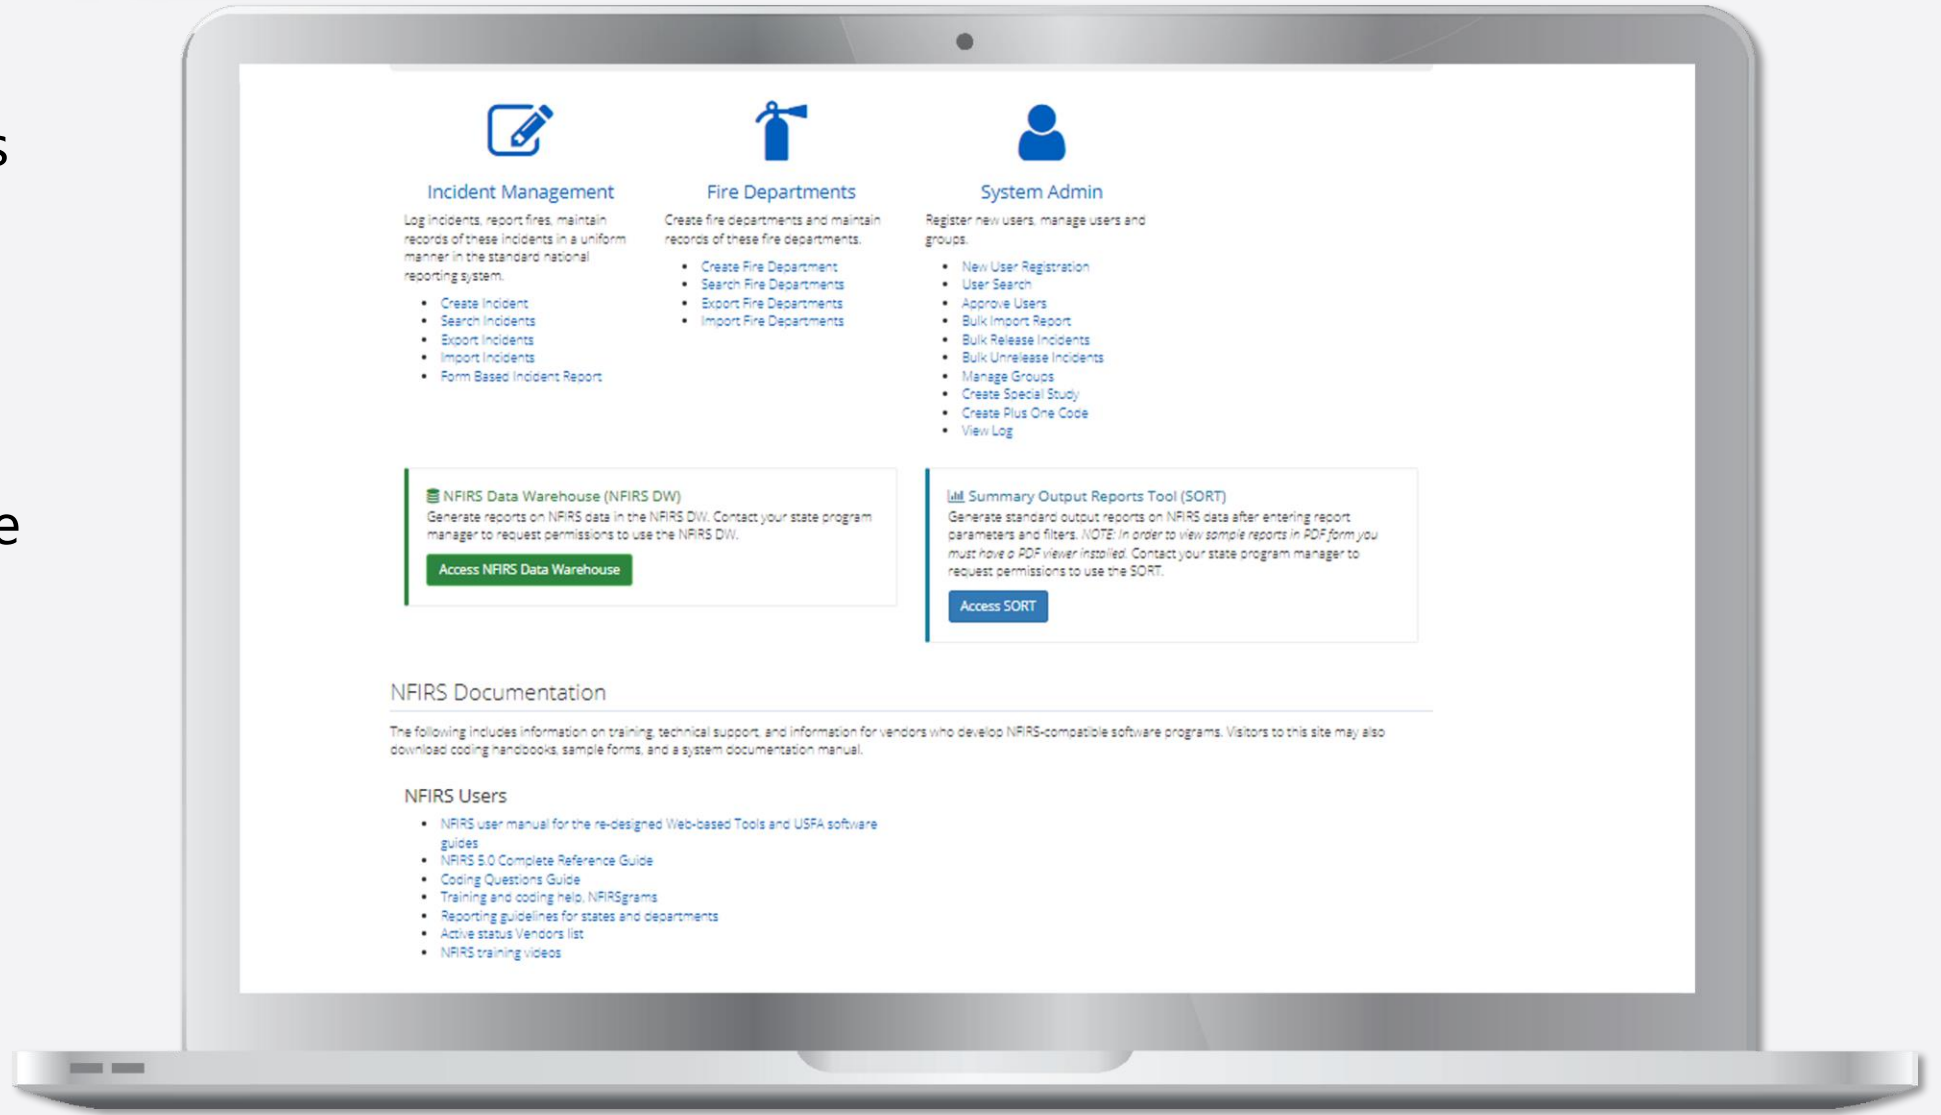 s
e
Incident Management
Log incidents, report fires, maintain
records of these incidents in a uniform
manner in the standard national
reporting system.
Create Incident
Search Incidents
Export Incidents
Import Incidents
Form Based Incident Report
Fire Departments
Create fire departments and maintain
records of these fire departments.
Create Fire Department
Search Fire Departments
Export Fire Departments
Import Fire Departments
System Admin
Register new users, manage users and
groups.
New User Registration
User Search
Approve Users
Bulk Import Report
Bulk Release Incidents
Bulk Unrelease Incidents
Manage Groups
Create Special Study
Create Plus One Code
View Log
NFIRS Data Warehouse (NFIRS DW)
Generate reports on NFIRS data in the NFIRS DW. Contact your state program
manager to request permissions to use the NFIRS DW.
Access NFIRS Data Warehouse
Summary Output Reports Tool (SORT)
Generate standard output reports on NFIRS data after entering report
parameters and filters. NOTE: In order to view sample reports in PDF form you
must have a PDF viewer installed. Contact your state program manager to
request permissions to use the SORT.
Access SORT
NFIRS Documentation
The following includes information on training, technical support, and information for vendors who develop NFIRS-compatible software programs. Visitors to this site may also
download coding handbooks, sample forms, and a system documentation manual.
NFIRS Users
NFIRS user manual for the re-designed Web-based Tools and USFA software
guides
NFIRS 5.0 Complete Reference Guide
Coding Questions Guide
Training and coding help, NFIRSgrams
Reporting guidelines for states and departments
Active status Vendors list
NFIRS training videos